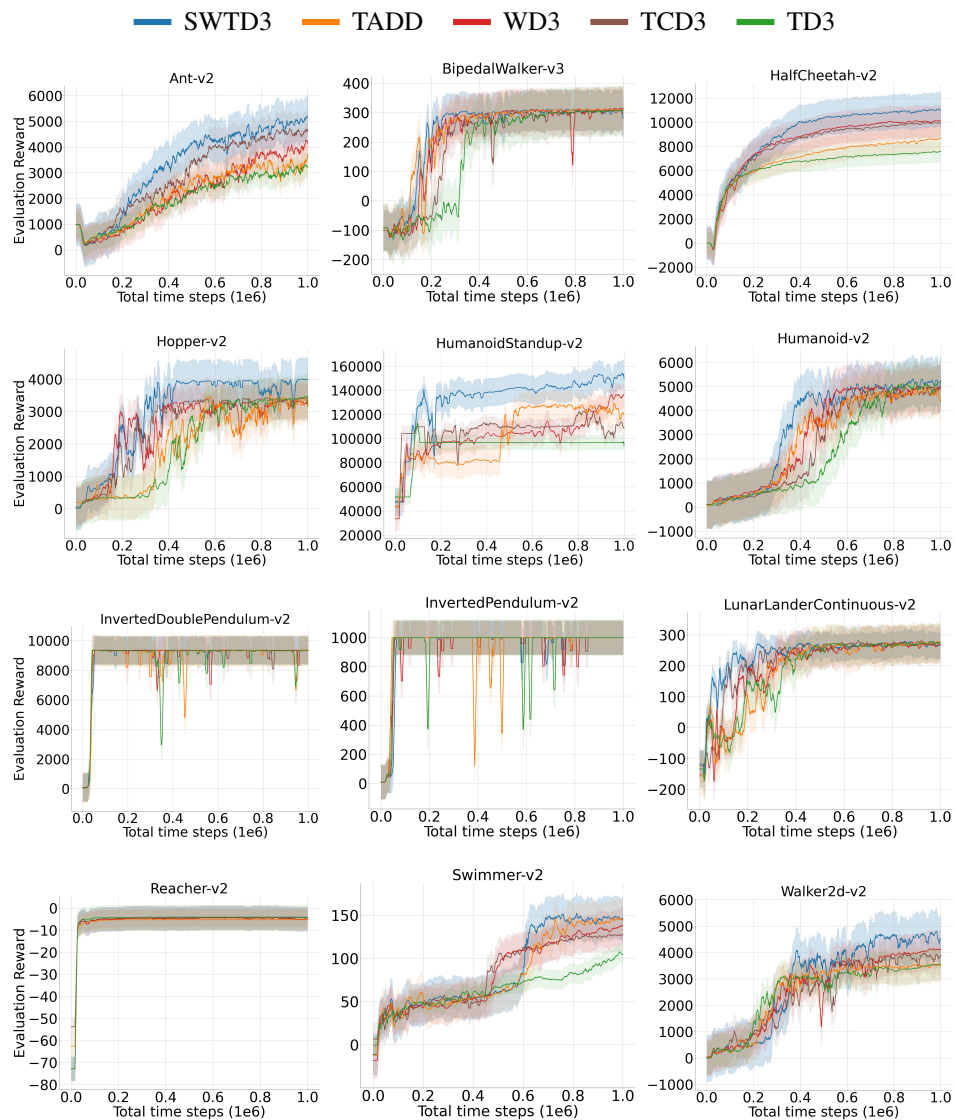 SWTD3 TADD WD3 TCD3 TD3
Ant-v2
Evaluation Reward
6000
5000
4000
3000
2000
1000
0
0.0 0.2 0.4 0.6 0.8 1.0
Total time steps (1e6)
BipedalWalker-v3
400
300
200
100
0
−100
−200
0.0 0.2 0.4 0.6 0.8 1.0
Total time steps (1e6)
HalfCheetah-v2
12000
10000
8000
6000
4000
2000
0
−2000
0.0 0.2 0.4 0.6 0.8 1.0
Total time steps (1e6)
Hopper-v2
Evaluation Reward
4000
3000
2000
1000
0
0.0 0.2 0.4 0.6 0.8 1.0
Total time steps (1e6)
HumanoidStandup-v2
160000
140000
120000
100000
80000
60000
40000
20000
0.0 0.2 0.4 0.6 0.8 1.0
Total time steps (1e6)
Humanoid-v2
6000
5000
4000
3000
2000
1000
0
−1000
0.0 0.2 0.4 0.6 0.8 1.0
Total time steps (1e6)
InvertedDoublePendulum-v2
Evaluation Reward
10000
8000
6000
4000
2000
0
0.0 0.2 0.4 0.6 0.8 1.0
Total time steps (1e6)
InvertedPendulum-v2
1000
800
600
400
200
0
0.0 0.2 0.4 0.6 0.8 1.0
Total time steps (1e6)
LunarLanderContinuous-v2
300
200
100
0
−100
−200
0.0 0.2 0.4 0.6 0.8 1.0
Total time steps (1e6)
Reacher-v2
Evaluation Reward
0
−10
−20
−30
−40
−50
−60
−70
−80
0.0 0.2 0.4 0.6 0.8 1.0
Total time steps (1e6)
Swimmer-v2
150
100
50
0
0.0 0.2 0.4 0.6 0.8 1.0
Total time steps (1e6)
Walker2d-v2
6000
5000
4000
3000
2000
1000
0
−1000
0.0 0.2 0.4 0.6 0.8 1.0
Total time steps (1e6)